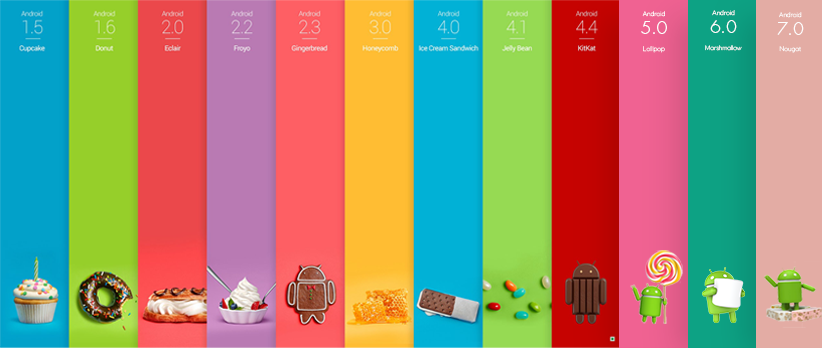 Android
1.5
Cupcake
Android
1.6
Donut
Android
2.0
Eclair
Android
2.2
Froyo
Android
2.3
Gingerbread
Android
3.0
Honeycomb
Android
4.0
Ice Cream Sandwich
Android
4.1
Jelly Bean
Android
4.4
KitKat
Android
5.0
Lollipop
Android
6.0
Marshmallow
Android
7.0
Nougat